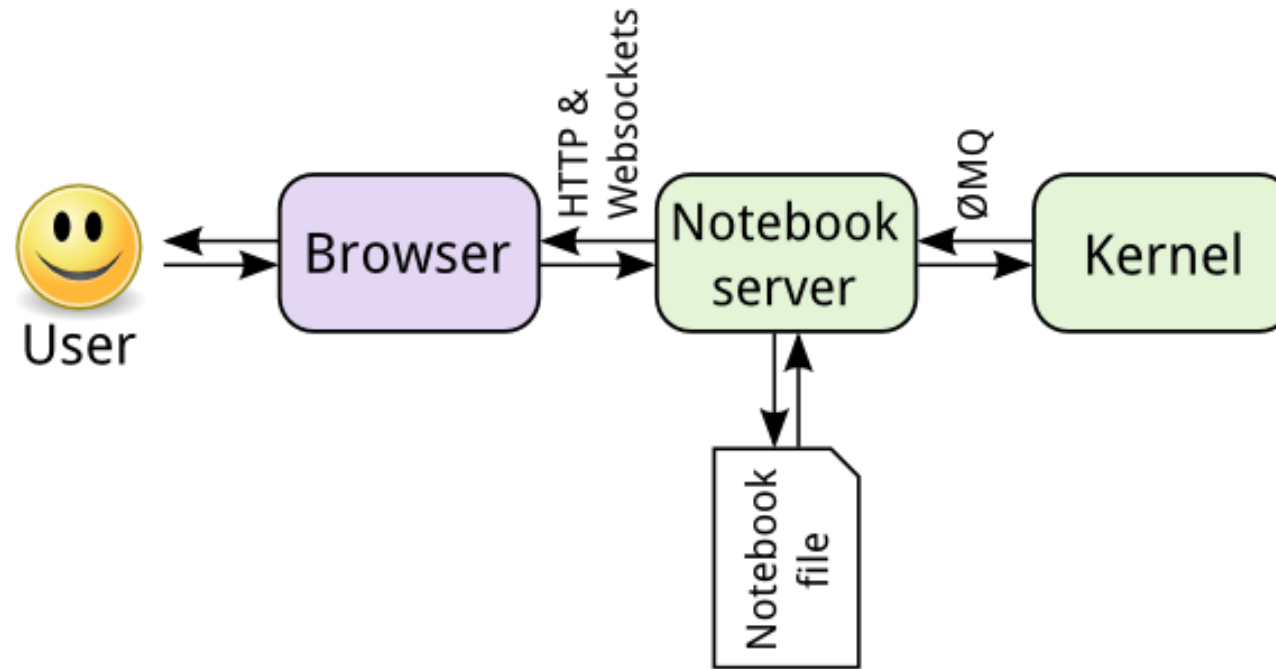 HTTP &
Websockets
ØMQ
User
Browser
Notebook
server
Kernel
Notebook
file